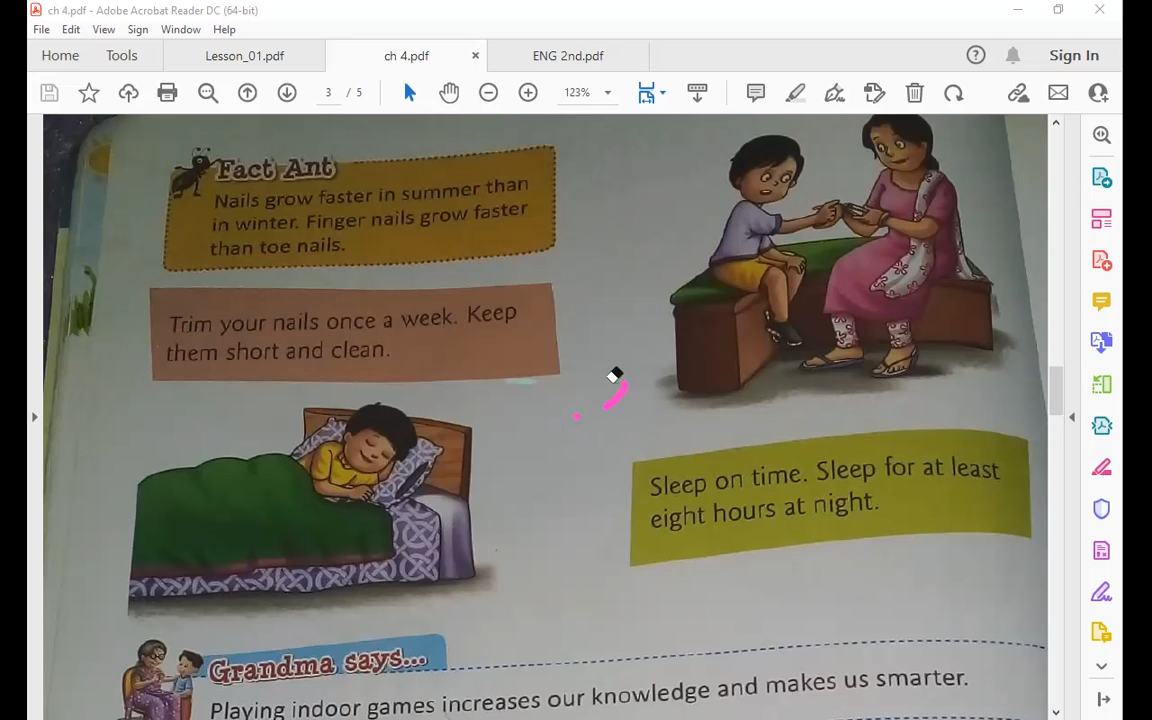 ch 4.pdf - Adobe Acrobat Reader DC (64-bit)
File Edit View Sign Window Help
Home Tools Lesson_01.pdf ch 4.pdf × ENG 2nd.pdf Sign In
3 / 5 123%
Fact Ant
Nails grow faster in summer than
in winter. Finger nails grow faster
than toe nails.
Trim your nails once a week. Keep
them short and clean.
Sleep on time. Sleep for at least
eight hours at night.
Grandma says...
Playing indoor games increases our knowledge and makes us smarter.